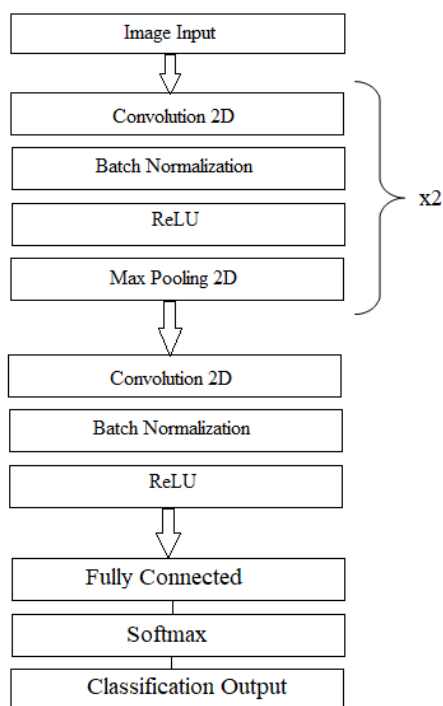 Image Input
Convolution 2D
Batch Normalization
ReLU
Max Pooling 2D
x2
Convolution 2D
Batch Normalization
ReLU
Fully Connected
Softmax
Classification Output